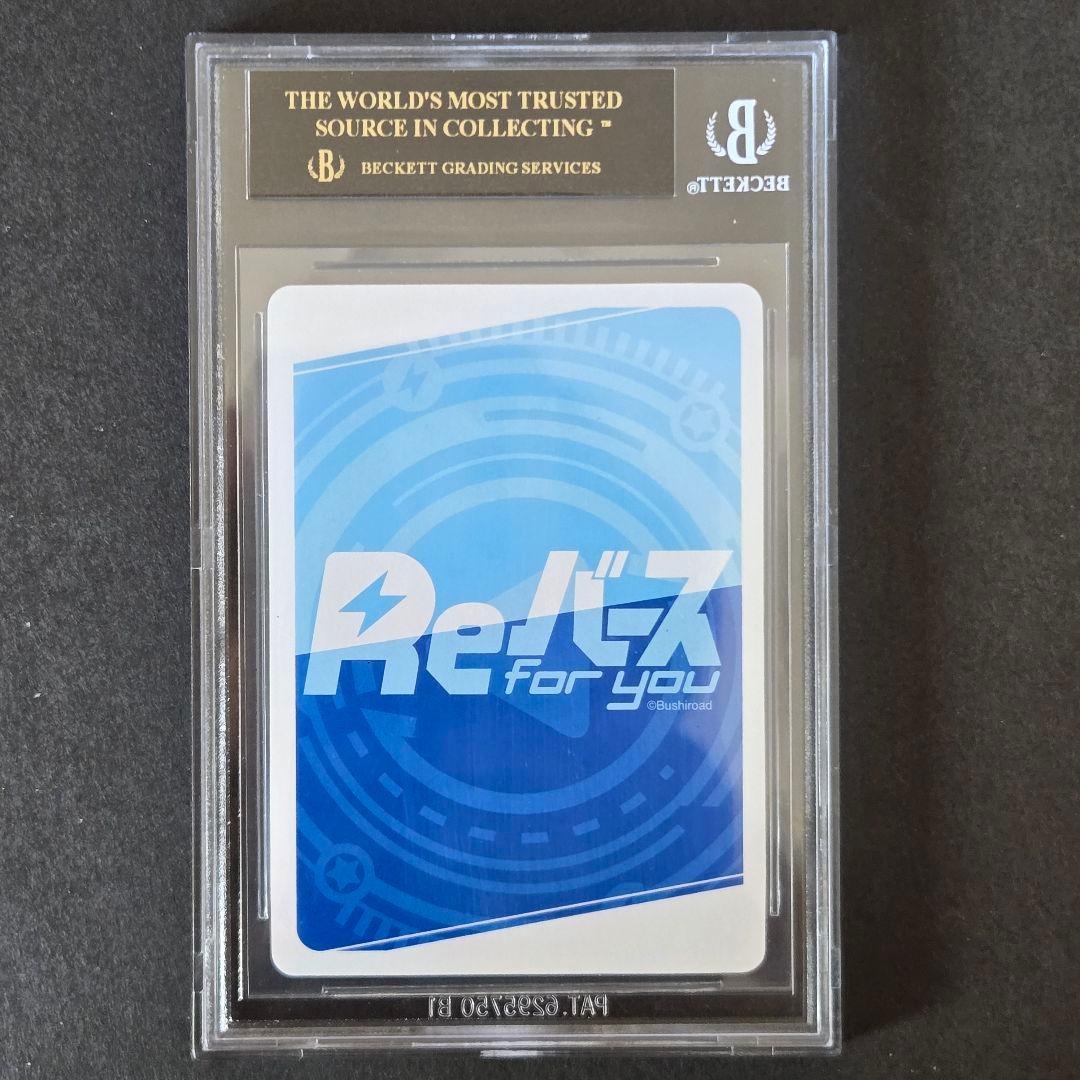 THE WORLD'S MOST TRUSTED
SOURCE IN COLLECTING ™
B BECKETT GRADING SERVICES
B
BECKETT®
Reバース
for you
©Bushiroad
PAT.6295750 B1